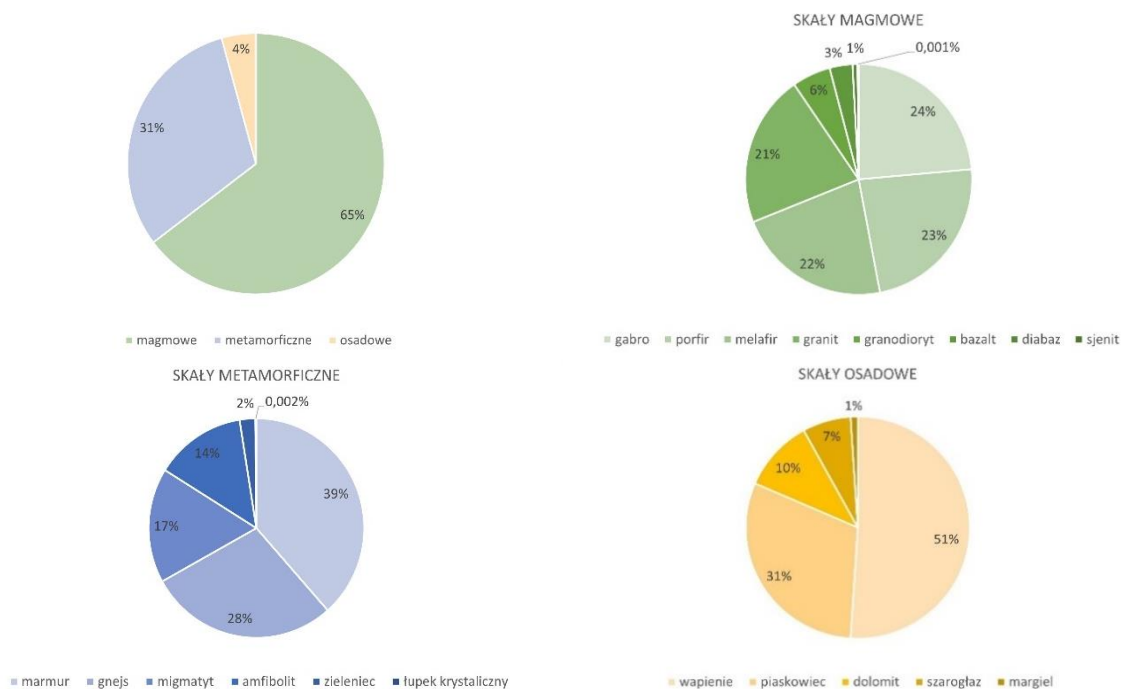 4%
31%
65%
magmowe metamorficzne osadowe
SKAŁY MAGMOWE
3% 1% 0,001%
6%
24%
21%
23%
22%
gabro porfir melafir granit granodioryt bazalt diabaz sjenit
SKAŁY METAMORFICZNE
2% 0,002%
14%
39%
17%
28%
marmur gnejs migmatyt amfibolit zieleniec łupek krystaliczny
SKAŁY OSADOWE
1%
7%
10%
51%
31%
wapienie piaskowiec dolomit szarogłaz margiel